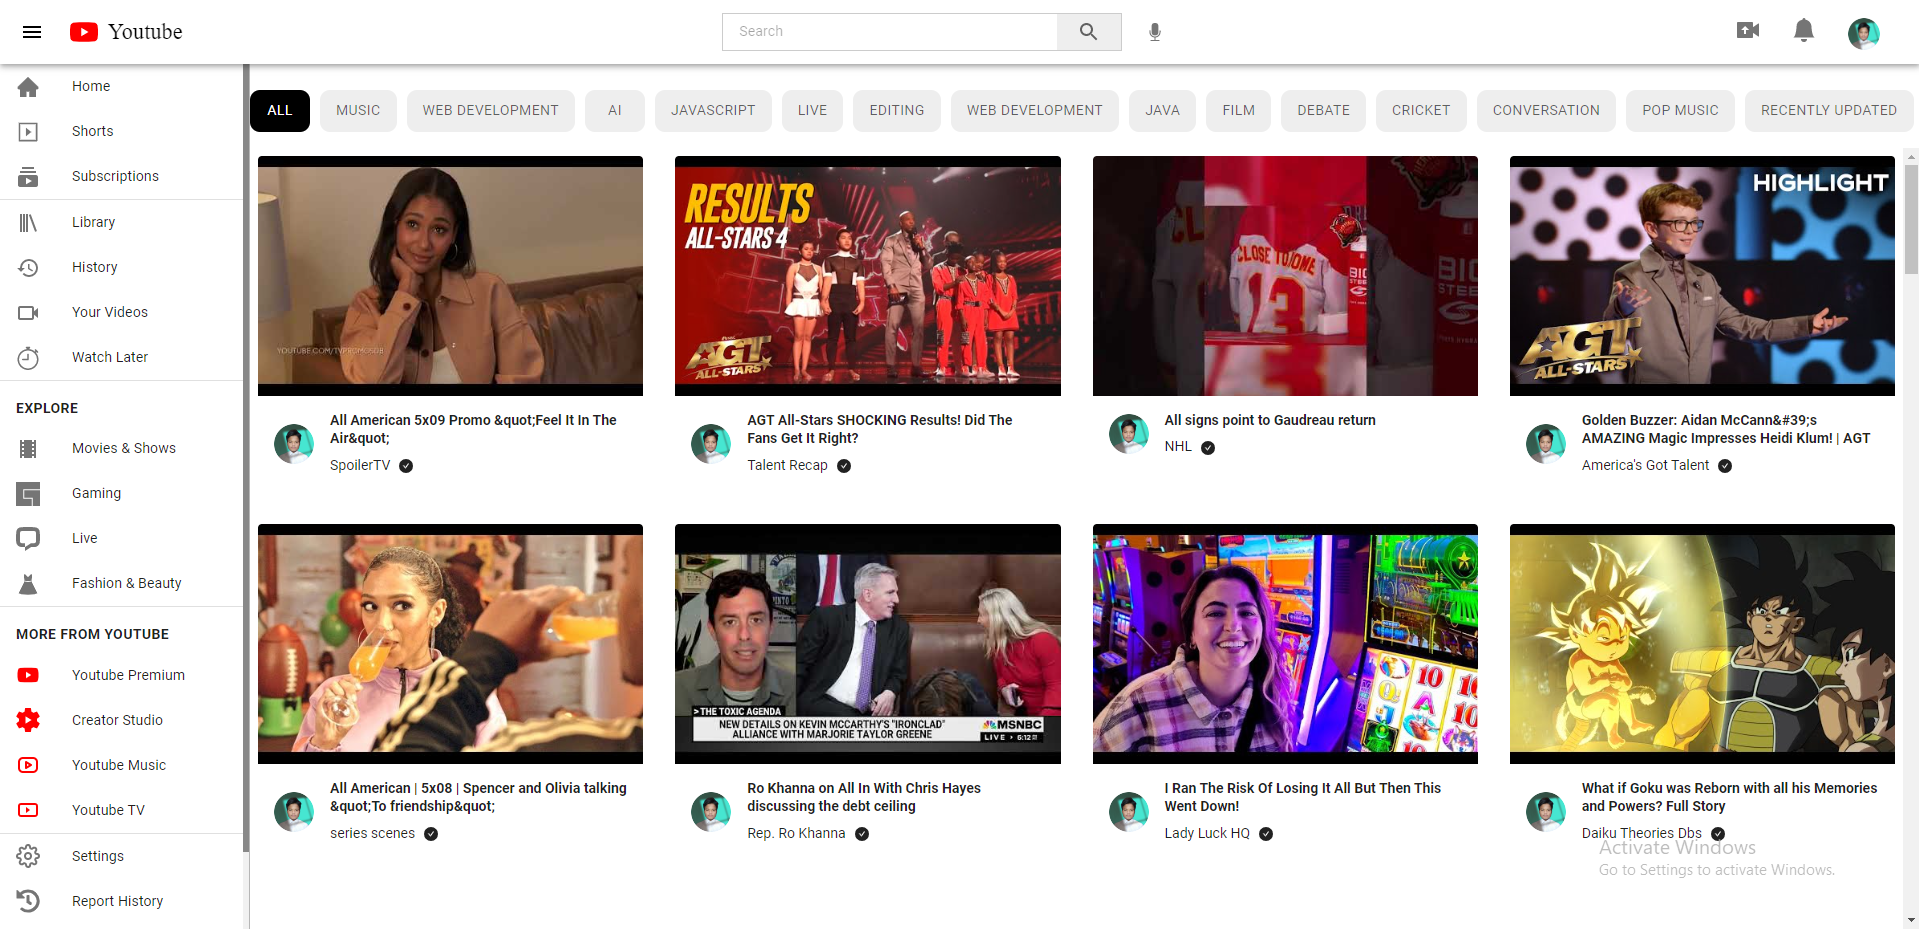 Youtube
Search
Home
Shorts
Subscriptions
Library
History
Your Videos
Watch Later
EXPLORE
Movies & Shows
Gaming
Live
Fashion & Beauty
MORE FROM YOUTUBE
Youtube Premium
Creator Studio
Youtube Music
Youtube TV
Settings
Report History
ALL MUSIC WEB DEVELOPMENT AI JAVASCRIPT LIVE EDITING WEB DEVELOPMENT JAVA FILM DEBATE CRICKET CONVERSATION POP MUSIC RECENTLY UPDATED
YOUTUBE.COM/TVPROMOSDB
All American 5x09 Promo &quot;Feel It In The
Air&quot;
SpoilerTV
RESULTS
ALL-STARS 4
AGT
ALL-STARS
AGT All-Stars SHOCKING Results! Did The
Fans Get It Right?
Talent Recap
CLOSE TO HOME
13
BIO
STEEL
All signs point to Gaudreau return
NHL
HIGHLIGHT
AGT
ALL-STARS
Golden Buzzer: Aidan McCann&#39;s
AMAZING Magic Impresses Heidi Klum! | AGT
America's Got Talent
All American | 5x08 | Spencer and Olivia talking
&quot;To friendship&quot;
series scenes
> THE TOXIC AGENDA
NEW DETAILS ON KEVIN MCCARTHY'S "IRONCLAD"
ALLIANCE WITH MARJORIE TAYLOR GREENE
MSNBC
LIVE 6:12
Ro Khanna on All In With Chris Hayes
discussing the debt ceiling
Rep. Ro Khanna
10
10
Q
10
10
I Ran The Risk Of Losing It All But Then This
Went Down!
Lady Luck HQ
What if Goku was Reborn with all his Memories
and Powers? Full Story
Daiku Theories Dbs
Activate Windows
Go to Settings to activate Windows.